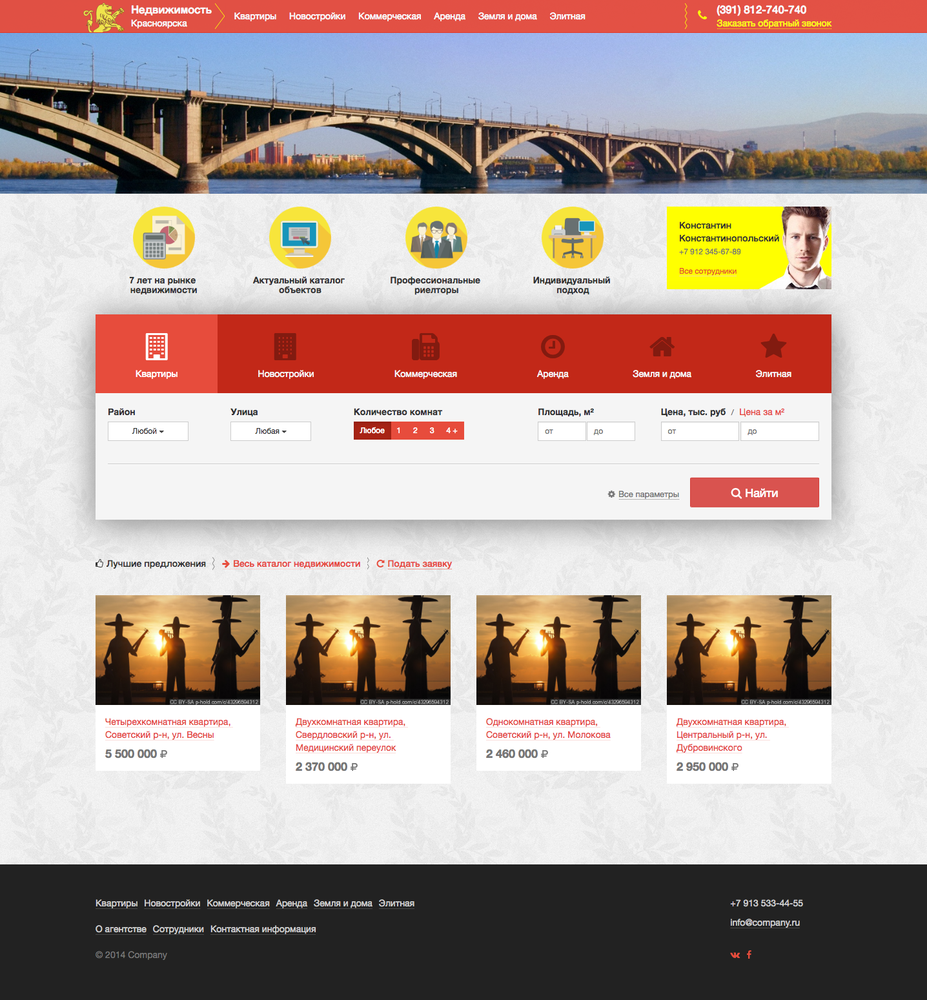 Недвижимость
Красноярска
Квартиры Новостройки Коммерческая Аренда Земля и дома Элитная
(391) 812-740-740
Заказать обратный звонок
7 лет на рынке
недвижимости
Актуальный каталог
объектов
Профессиональные
риелторы
Индивидуальный
подход
Константин
Константинопольский
+7 912 345-67-89
Все сотрудники
Квартиры Новостройки Коммерческая Аренда Земля и дома Элитная
Район Улица Количество комнат Площадь, м² Цена, тыс. руб / Цена за м²
Любой Любая Любое 1 2 3 4 + от до от до
Все параметры Найти
Лучшие предложения Весь каталог недвижимости Подать заявку
CC BY-SA p-hold.com/c/43296594312
CC BY-SA p-hold.com/c/43296594312
CC BY-SA p-hold.com/c/43296594312
CC BY-SA p-hold.com/c/43296594312
Четырехкомнатная квартира,
Советский р-н, ул. Весны
5 500 000 ₽
Двухкомнатная квартира,
Свердловский р-н, ул.
Медицинский переулок
2 370 000 ₽
Однокомнатная квартира,
Советский р-н, ул. Молокова
2 460 000 ₽
Двухкомнатная квартира,
Центральный р-н, ул.
Дубровинского
2 950 000 ₽
Квартиры Новостройки Коммерческая Аренда Земля и дома Элитная
О агентстве Сотрудники Контактная информация
© 2014 Company
+7 913 533-44-55
info@company.ru